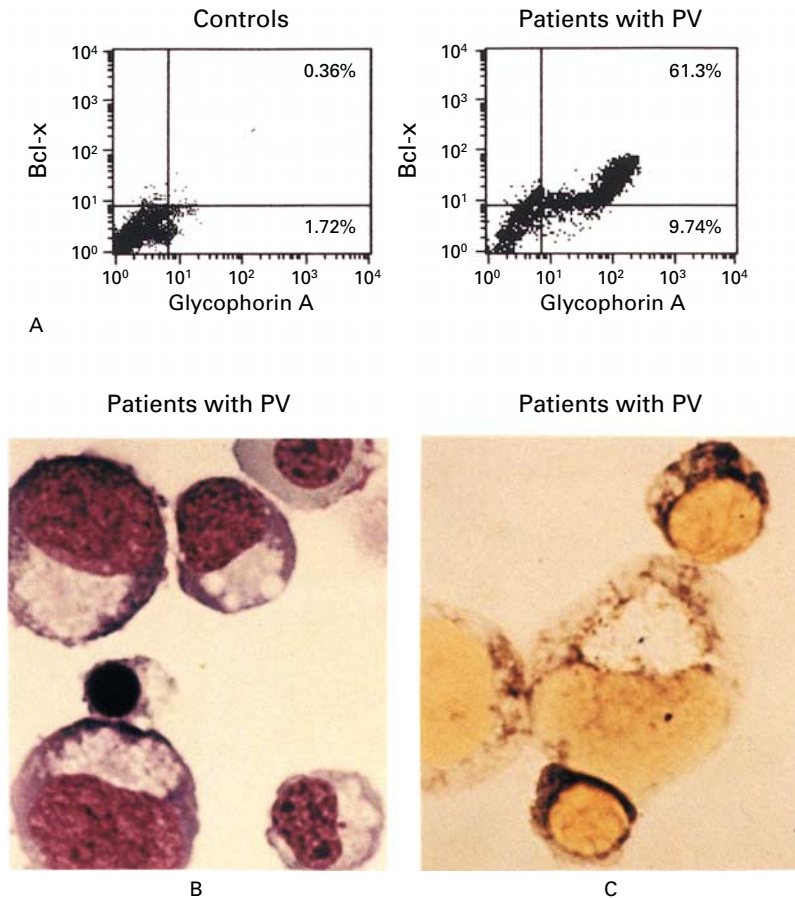 Controls
10⁴
10³
10²
10¹
10⁰
Bcl-x
0.36%
1.72%
10⁰ 10¹ 10² 10³ 10⁴
Glycophorin A
Patients with PV
10⁴
10³
10²
10¹
10⁰
Bcl-x
61.3%
9.74%
10⁰ 10¹ 10² 10³ 10⁴
Glycophorin A
A
Patients with PV
B
Patients with PV
C